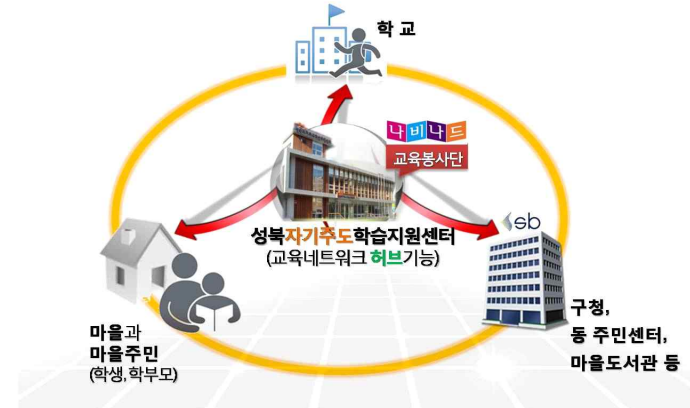 학 교
나비나드
교육봉사단
성북자기주도학습지원센터
(교육네트워크 허브기능)
sb
구청,
동 주민센터,
마을도서관 등
마을과
마을주민
(학생, 학부모)